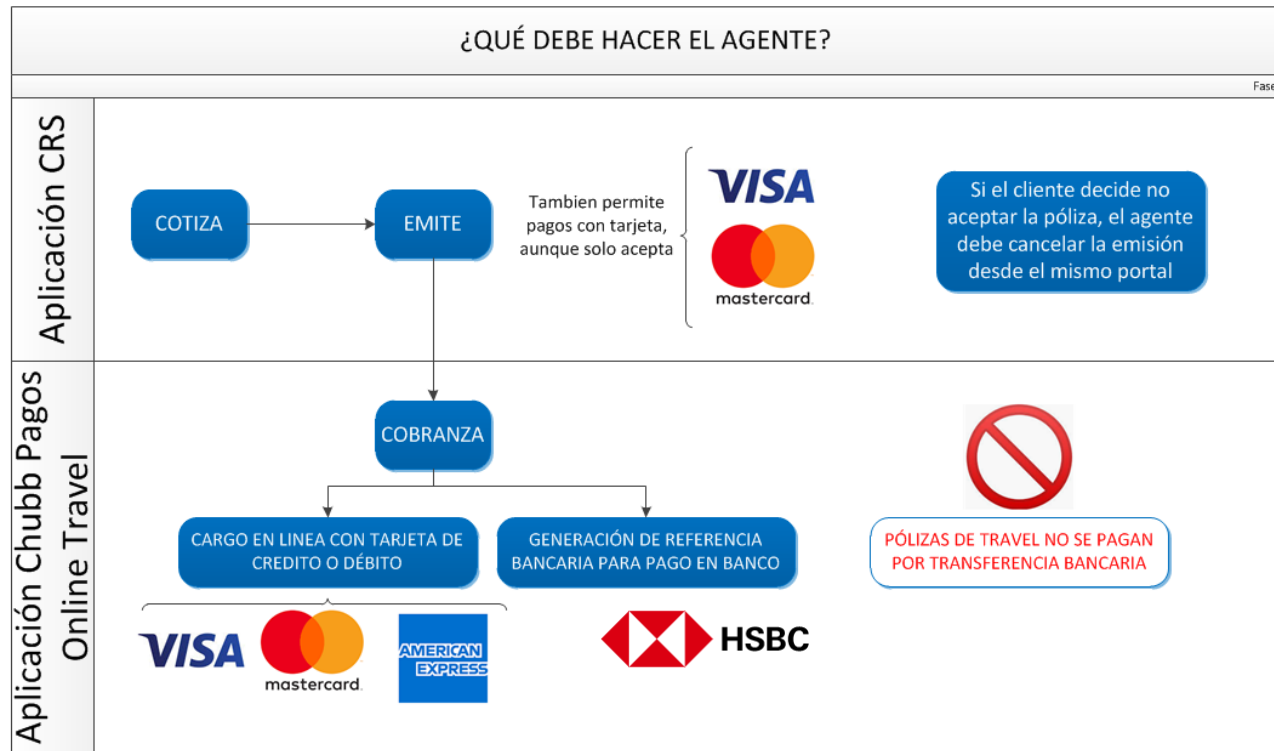 ¿QUÉ DEBE HACER EL AGENTE?
Fase
Aplicación CRS
COTIZA
EMITE
Tambien permite
pagos con tarjeta,
aunque solo acepta
VISA
mastercard.
Si el cliente decide no
aceptar la póliza, el agente
debe cancelar la emisión
desde el mismo portal
Aplicación Chubb Pagos
Online Travel
COBRANZA
CARGO EN LINEA CON TARJETA DE
CREDITO O DÉBITO
GENERACIÓN DE REFERENCIA
BANCARIA PARA PAGO EN BANCO
PÓLIZAS DE TRAVEL NO SE PAGAN
POR TRANSFERENCIA BANCARIA
VISA
mastercard.
AMERICAN
EXPRESS
HSBC